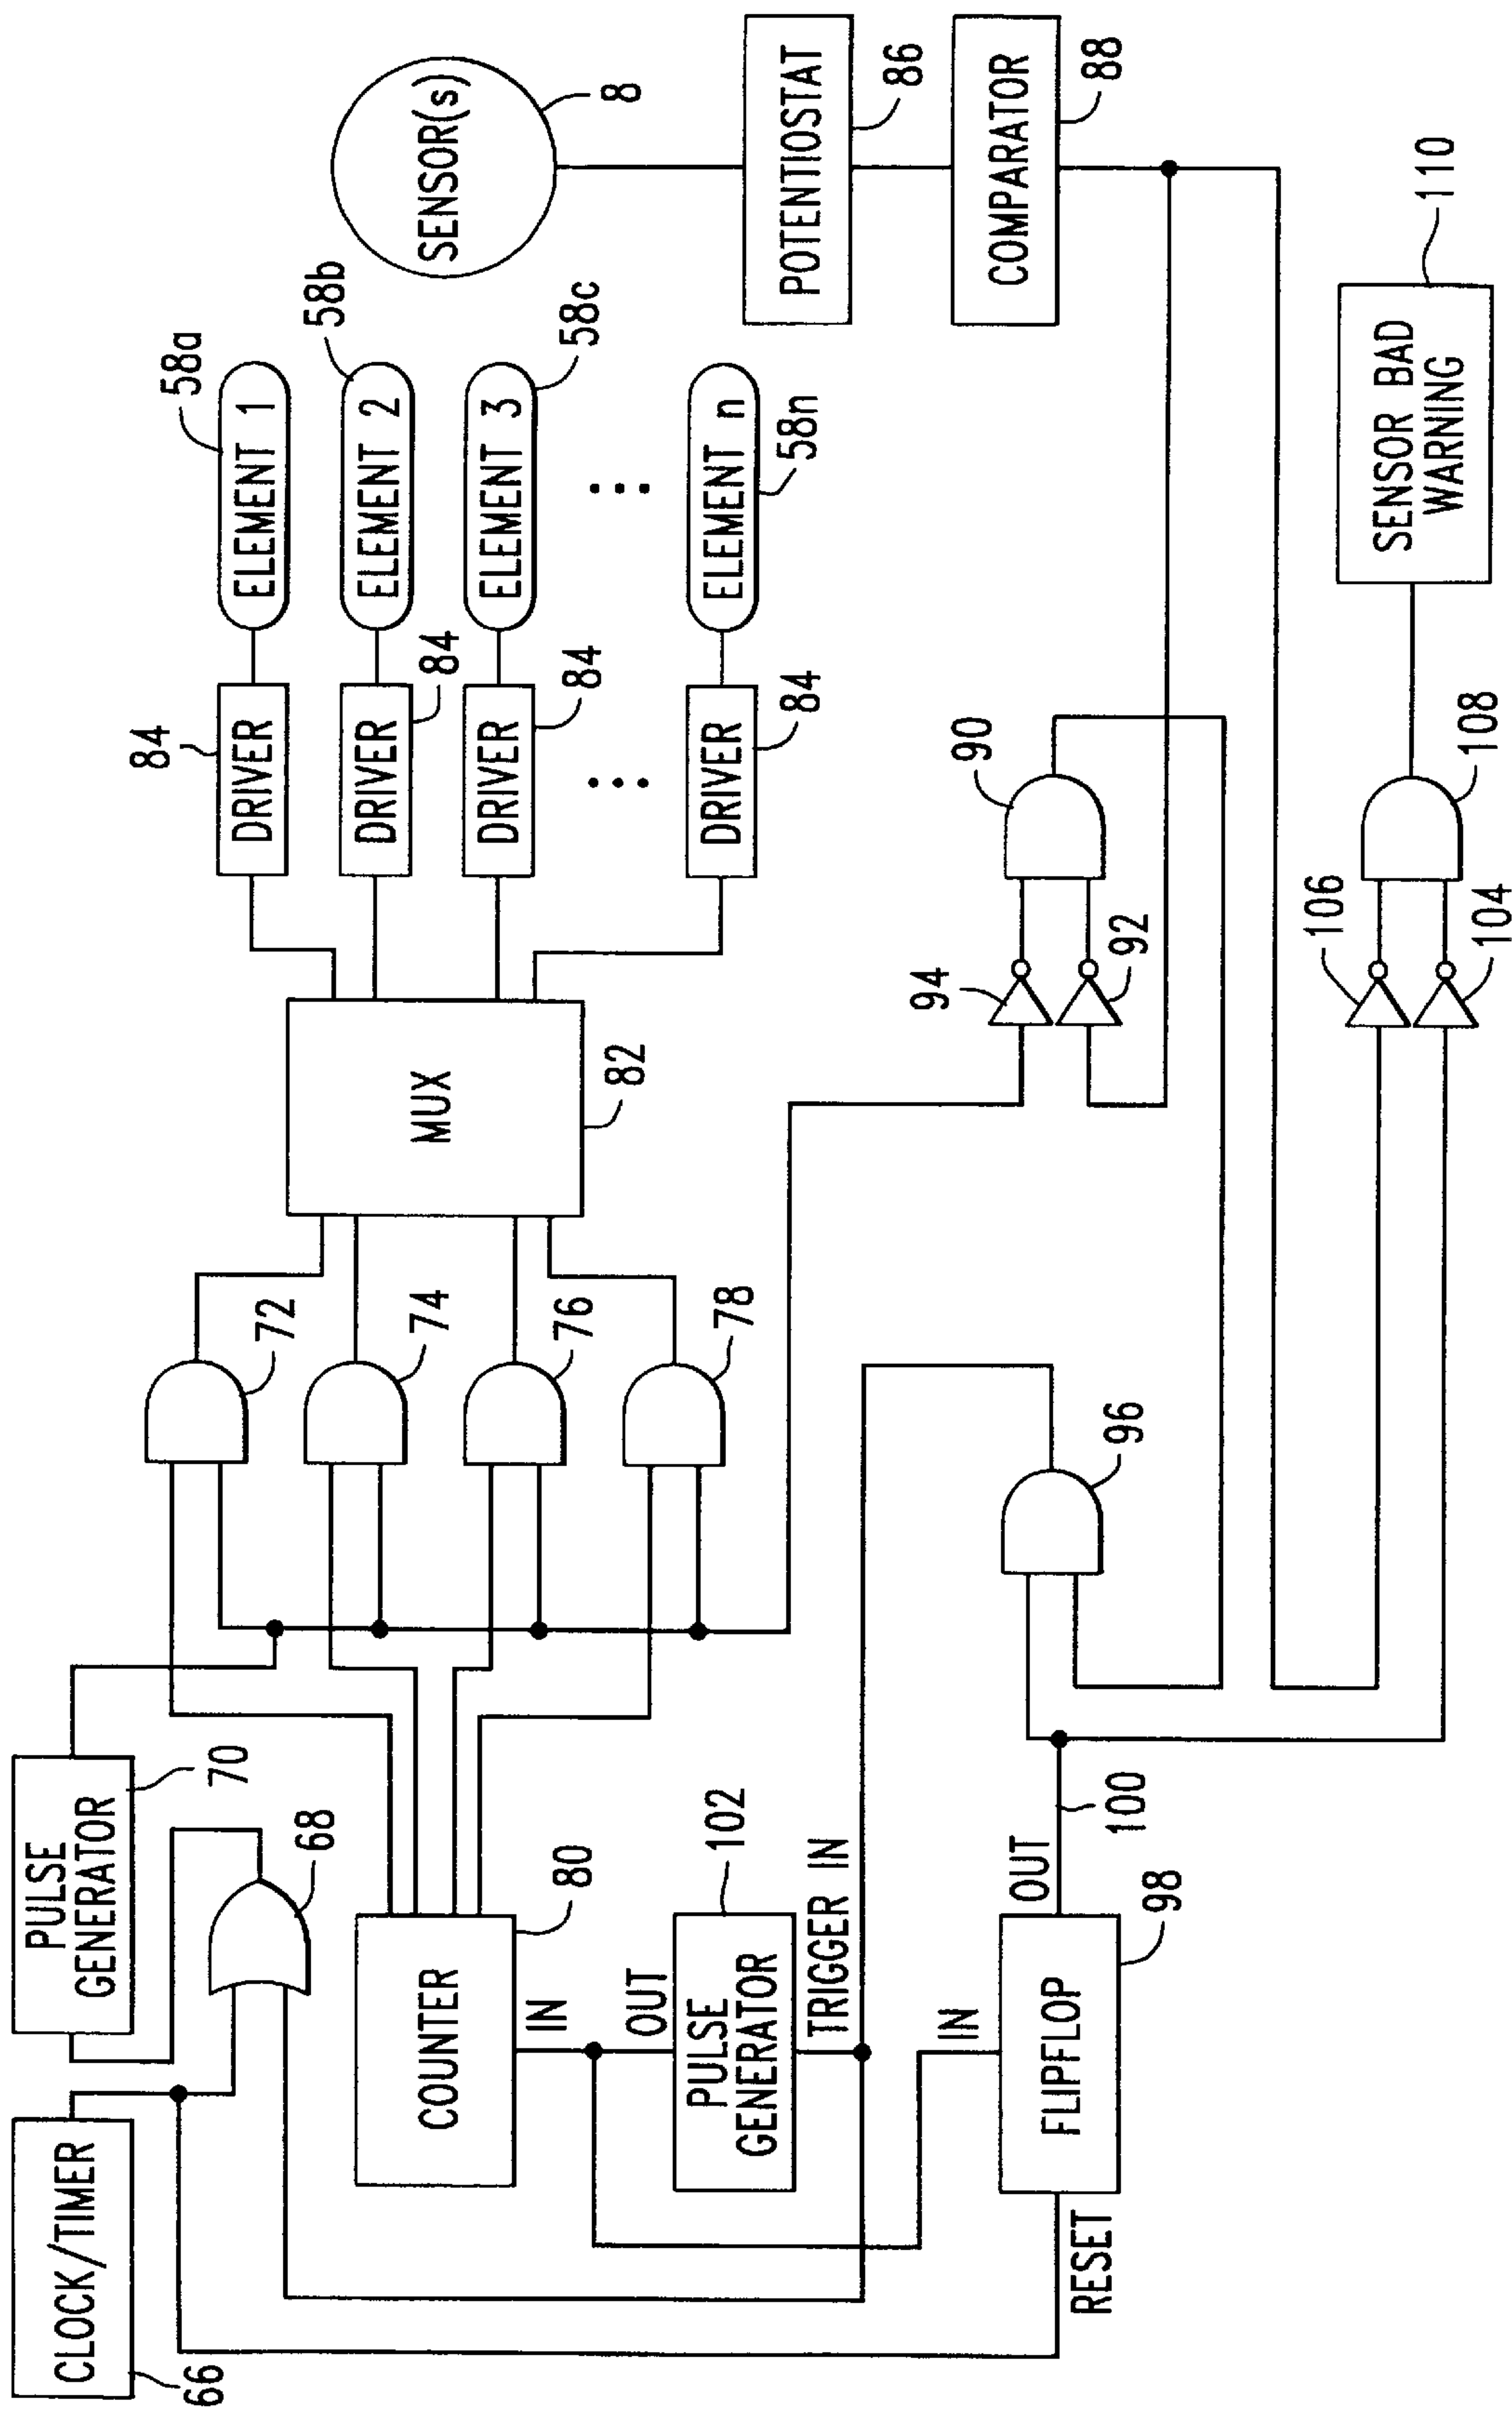 CLOCK/TIMER
66
PULSE
GENERATOR
70
68
COUNTER
80
IN
OUT
PULSE
GENERATOR
102
TRIGGER IN
IN
FLIPFLOP
98
OUT
RESET
100
72
74
76
78
96
MUX
82
94
92
90
84
DRIVER
DRIVER
84
DRIVER
84
...
DRIVER
84
58a
ELEMENT 1
58b
ELEMENT 2
58c
ELEMENT 3
...
ELEMENT n
58n
SENSOR(s)
8
POTENTIOSTAT
86
COMPARATOR
88
106
104
108
SENSOR BAD
WARNING
110